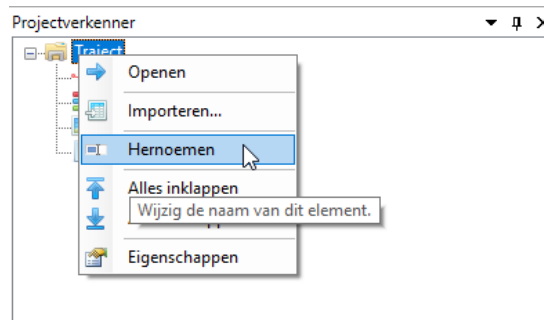 Projectverkenner
Traject
Openen
Importeren...
Hernoemen
Alles inklappen
Wijzig de naam van dit element.
Eigenschappen